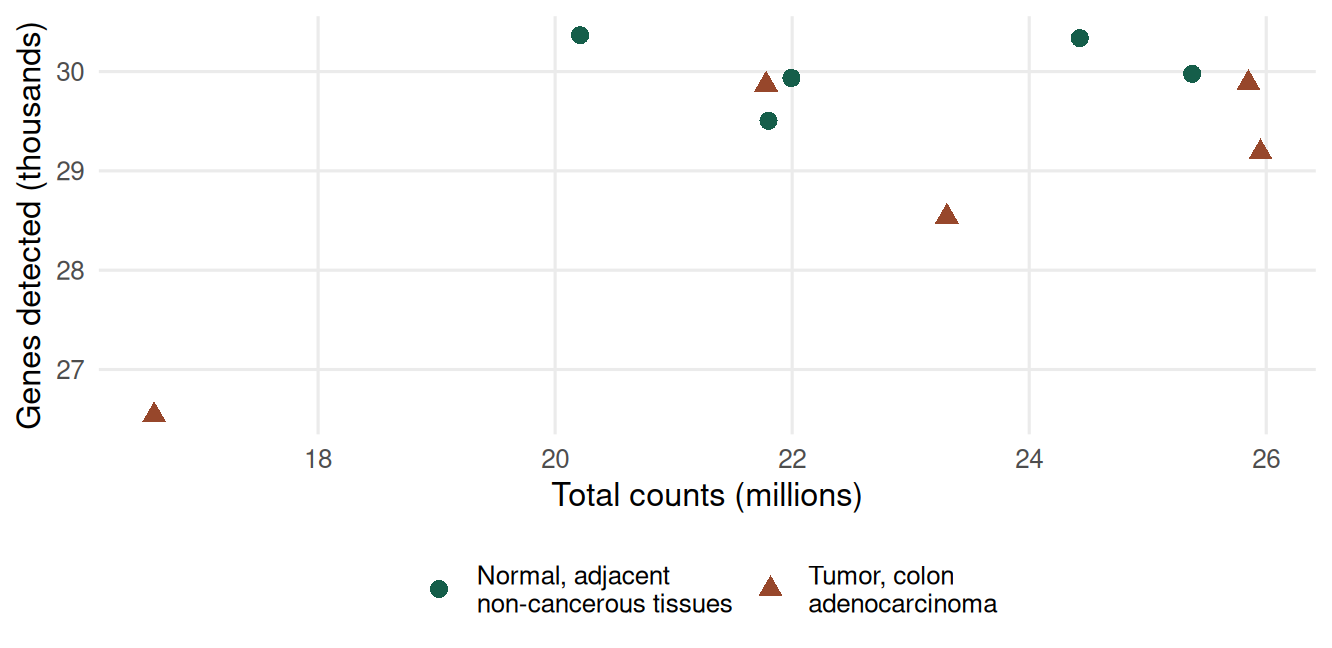 Genes detected (thousands)
30
29
28
27
18 20 22 24 26
Total counts (millions)
Normal, adjacent
non-cancerous tissues
Tumor, colon
adenocarcinoma